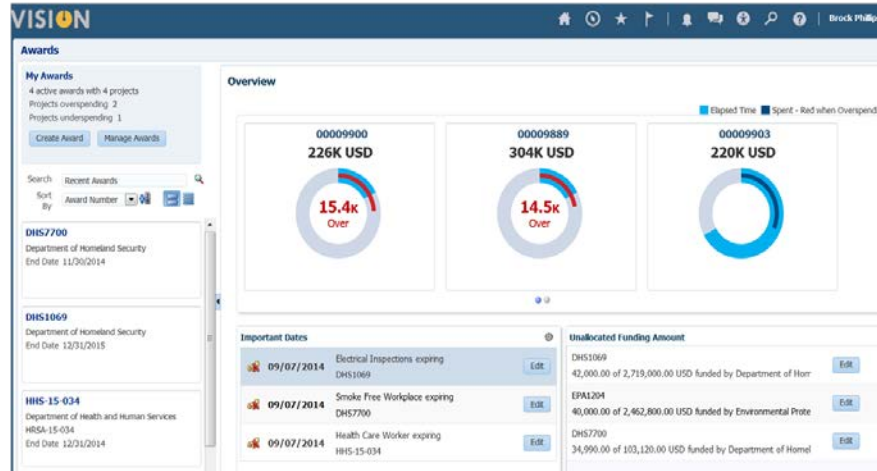 VISION
Brock Philip
Awards
My Awards
4 active awards with 4 projects
Projects overspending 2
Projects underspending 1
Create Award Manage Awards
Search Recent Awards
Sort By Award Number
DHS7700
Department of Homeland Security
End Date 11/30/2014
DHS1069
Department of Homeland Security
End Date 12/31/2015
HHS-15-034
Department of Health and Human Services
HRSA-15-034
End Date 12/31/2014
Overview
Elapsed Time Spent - Red when Overspend
00009900
226K USD
15.4K
Over
00009889
304K USD
14.5K
Over
00009903
220K USD
Important Dates
09/07/2014 Electrical Inspections expiring
DHS1069
Edit
09/07/2014 Smoke Free Workplace expiring
DHS7700
Edit
09/07/2014 Health Care Worker expiring
HHS-15-034
Edit
Unallocated Funding Amount
DHS1069
42,000.00 of 2,719,000.00 USD funded by Department of Hom
Edit
EPA1204
40,000.00 of 2,462,800.00 USD funded by Environmental Prote
Edit
DHS7700
34,990.00 of 103,120.00 USD funded by Department of Homel
Edit